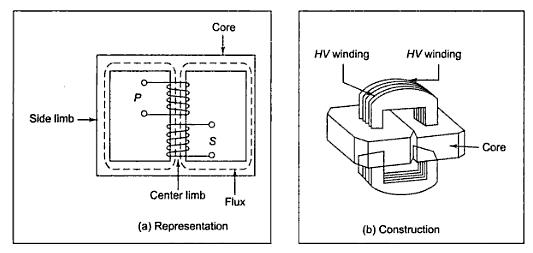 Core
P
Side limb
S
Center limb
Flux
(a) Representation
HV winding
HV winding
Core
(b) Construction